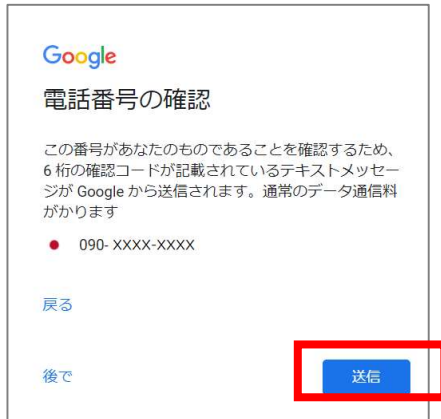 Google
電話番号の確認
この番号があなたのものであることを確認するため、
6 桁の確認コードが記載されているテキストメッセー
ジが Google から送信されます。通常のデータ通信料
がかります
090- XXXX-XXXX
戻る
後で
送信